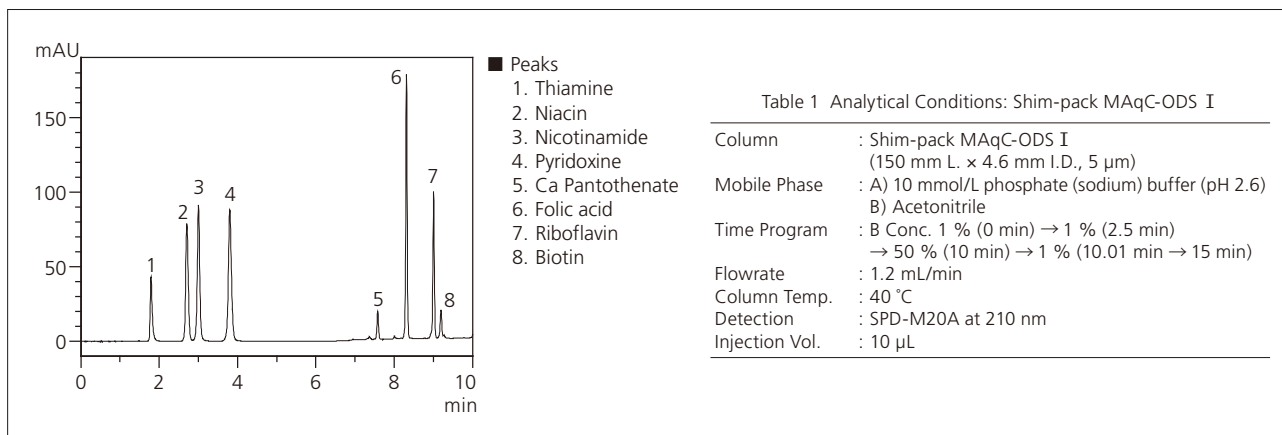 mAU
150
100
50
0
0
2
4
6
8
10
min
1
2
3
4
5
6
7
8
■ Peaks
1. Thiamine
2. Niacin
3. Nicotinamide
4. Pyridoxine
5. Ca Pantothenate
6. Folic acid
7. Riboflavin
8. Biotin
Table 1 Analytical Conditions: Shim-pack MAqC-ODS I
Column : Shim-pack MAqC-ODS I
(150 mm L. × 4.6 mm I.D., 5 µm)
Mobile Phase : A) 10 mmol/L phosphate (sodium) buffer (pH 2.6)
B) Acetonitrile
Time Program : B Conc. 1 % (0 min) → 1 % (2.5 min)
→ 50 % (10 min) → 1 % (10.01 min → 15 min)
Flowrate : 1.2 mL/min
Column Temp. : 40 ˚C
Detection : SPD-M20A at 210 nm
Injection Vol. : 10 µL